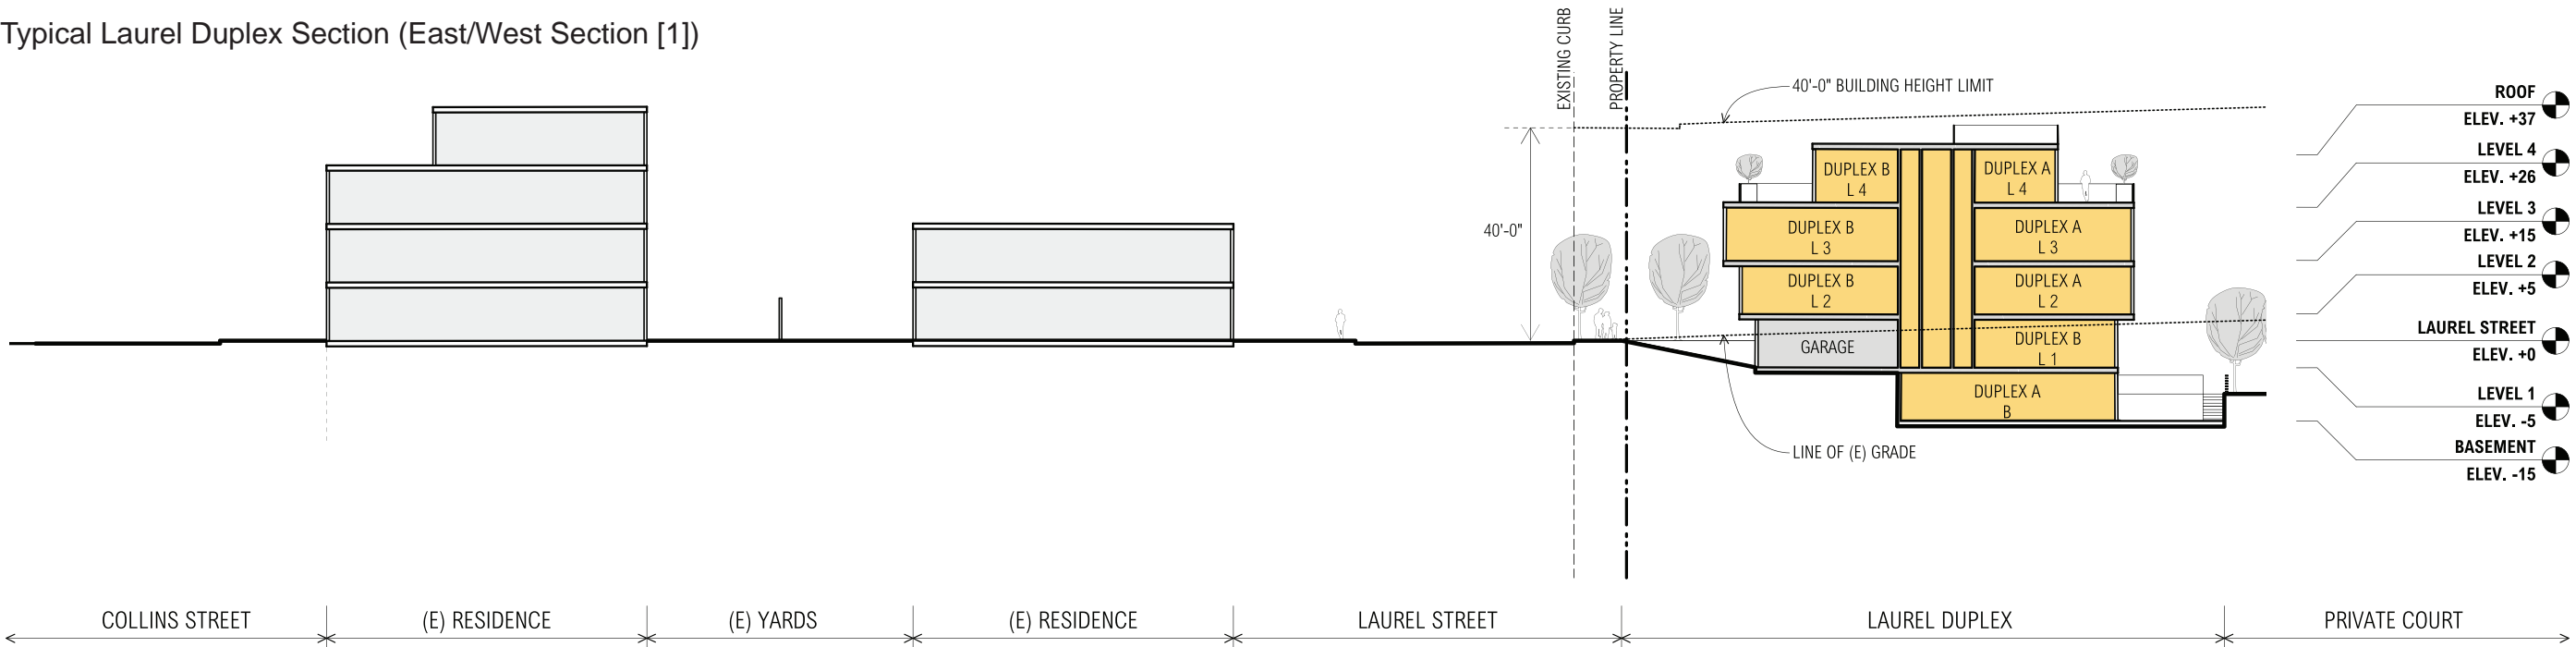 Typical Laurel Duplex Section (East/West Section [1])
EXISTING CURB
PROPERTY LINE
40'-0" BUILDING HEIGHT LIMIT
40'-0"
DUPLEX B
L 4
DUPLEX A
L 4
DUPLEX B
L 3
DUPLEX A
L 3
DUPLEX B
L 2
DUPLEX A
L 2
GARAGE
DUPLEX B
L 1
DUPLEX A
B
LINE OF (E) GRADE
ROOF
ELEV. +37
LEVEL 4
ELEV. +26
LEVEL 3
ELEV. +15
LEVEL 2
ELEV. +5
LAUREL STREET
ELEV. +0
LEVEL 1
ELEV. -5
BASEMENT
ELEV. -15
COLLINS STREET
(E) RESIDENCE
(E) YARDS
(E) RESIDENCE
LAUREL STREET
LAUREL DUPLEX
PRIVATE COURT